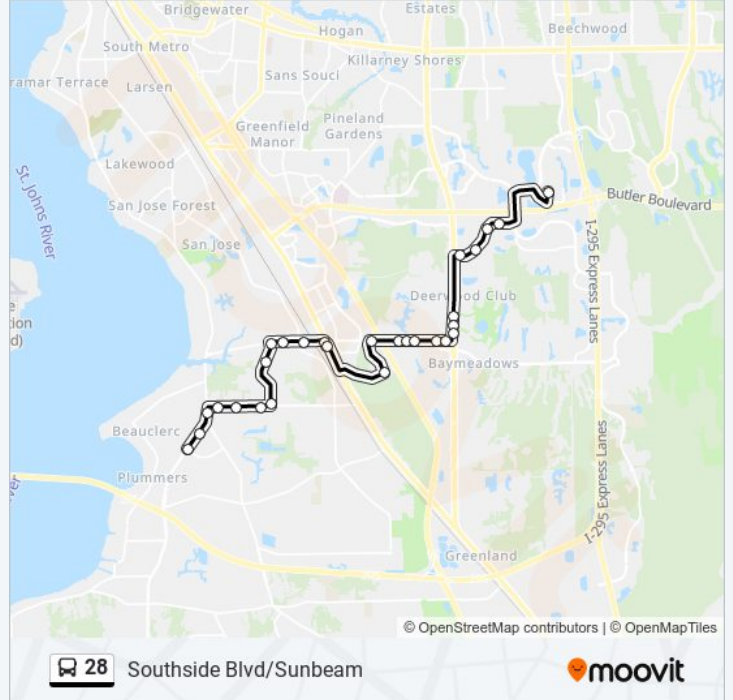 Bridgewater
Estates
Hogan
Beechwood
South Metro
Killarney Shores
Sans Souci
ramar Terrace
Larsen
Pineland
Gardens
Greenfield
Manor
Lakewood
St. Johns River
Butler Boulevard
San Jose Forest
San Jose
I-295 Express Lanes
Deerwood Club
tion
d)
Baymeadows
Beauclerc
Plummers
I-295 Express Lanes
Greenland
© OpenStreetMap contributors | © OpenMapTiles
28 Southside Blvd/Sunbeam
moovit